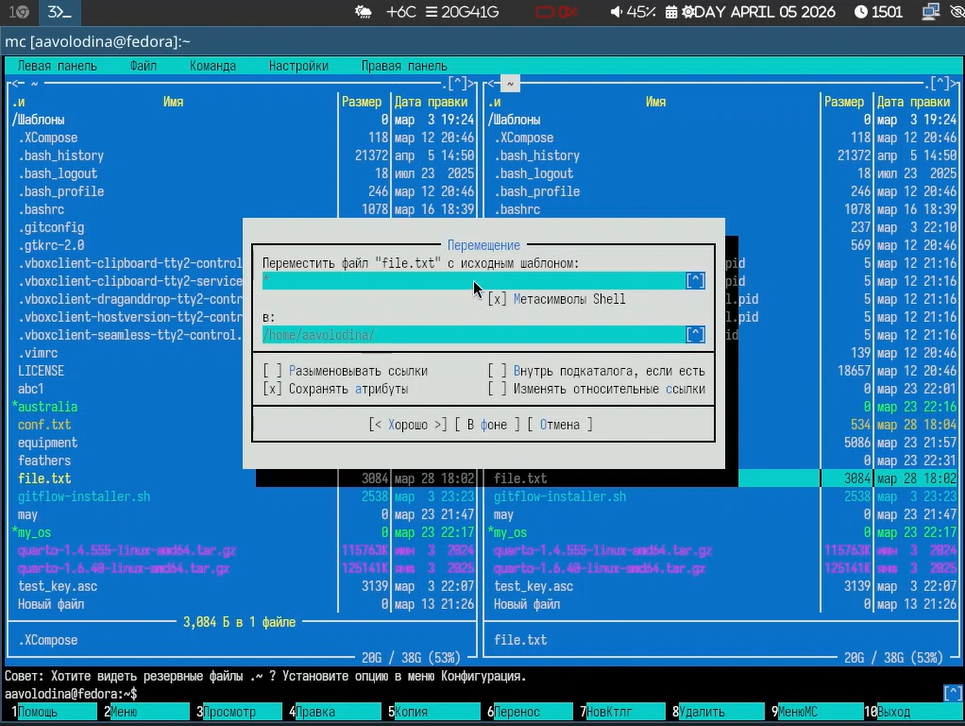 1 3>_ +6C 20G41G 45% DAY APRIL 05 2026 1501
mc [aavolodina@fedora]:~
Левая панель Файл Команда Настройки Правая панель
<- ~ .[^]> <- ~ .[^]>
.и Имя Размер Дата правки .и Имя Размер Дата правки
/Шаблоны 0 мар 3 19:24 /Шаблоны 0 мар 3 19:24
.XCompose 118 мар 12 20:46 .XCompose 118 мар 12 20:46
.bash_history 21372 апр 5 14:50 .bash_history 21372 апр 5 14:50
.bash_logout 18 июл 23 2025 .bash_logout 18 июл 23 2025
.bash_profile 246 мар 12 20:46 .bash_profile 246 мар 12 20:46
.bashrc 1078 мар 16 18:39 .bashrc 1078 мар 16 18:39
.gitconfig 237 мар 3 22:10
.gtkrc-2.0 Перемещение 569 мар 12 20:46
.vboxclient-clipboard-tty2-control Переместить файл "file.txt" с исходным шаблоном: pid 5 мар 12 21:16
.vboxclient-clipboard-tty2-service * [^] .pid 5 мар 12 21:16
.vboxclient-draganddrop-tty2-contr [x] Метасимволы Shell l.pid 5 мар 12 21:16
.vboxclient-hostversion-tty2-contr в: l.pid 5 мар 12 21:16
.vboxclient-seamless-tty2-control. /home/aavolodina/ [^] id 5 мар 12 21:16
.vimrc 139 мар 12 20:46
LICENSE [ ] Разыменовывать ссылки [ ] Внутрь подкаталога, если есть 18657 мар 12 20:46
abc1 [x] Сохранять атрибуты [ ] Изменять относительные ссылки 0 мар 23 22:01
*australia 0 мар 23 22:16
conf.txt [< Хорошо >] [ В фоне ] [ Отмена ] 534 мар 28 18:04
equipment 5086 мар 23 21:57
feathers 0 мар 23 22:31
file.txt 3084 мар 28 18:02 file.txt 3084 мар 28 18:02
gitflow-installer.sh 2538 мар 3 23:23 gitflow-installer.sh 2538 мар 3 23:23
may 0 мар 23 21:47 may 0 мар 23 21:47
*my_os 0 мар 23 22:17 *my_os 0 мар 23 22:17
quarto-1.4.555-linux-amd64.tar.gz 115763K июн 3 2024 quarto-1.4.555-linux-amd64.tar.gz 115763K июн 3 2024
quarto-1.6.40-linux-amd64.tar.gz 125141K янв 3 2025 quarto-1.6.40-linux-amd64.tar.gz 125141K янв 3 2025
test_key.asc 3139 мар 3 22:07 test_key.asc 3139 мар 3 22:07
Новый файл 0 мар 13 21:26 Новый файл 0 мар 13 21:26
3,084 Б в 1 файле
.XCompose file.txt
20G / 38G (53%) 20G / 38G (53%)
Совет: Хотите видеть резервные файлы .~ ? Установите опцию в меню Конфигурация.
aavolodina@fedora:~$ [^]
1Помощь 2Меню 3Просмотр 4Правка 5Копия 6Перенос 7НовКтлг 8Удалить 9МенюМС 10Выход